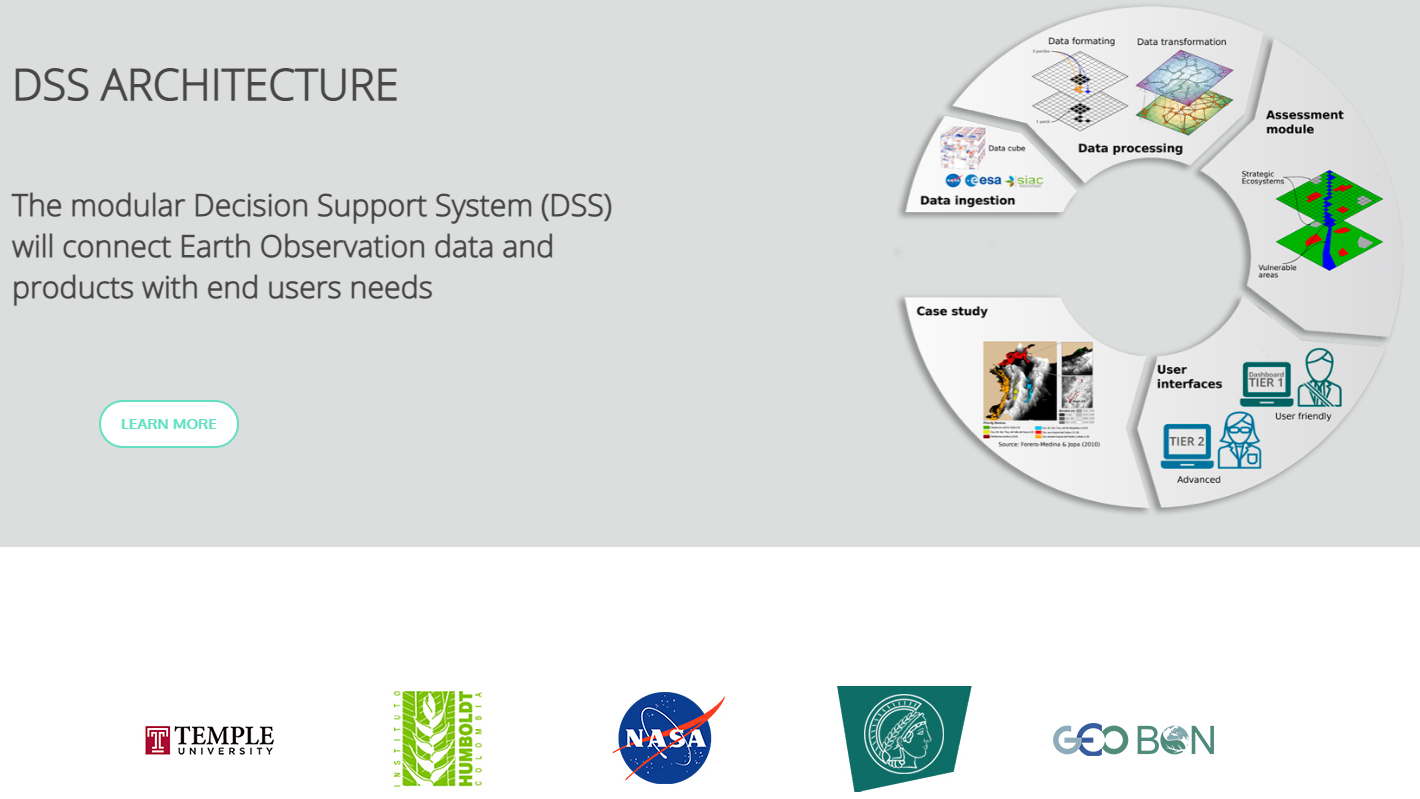 DSS ARCHITECTURE
The modular Decision Support System (DSS)
will connect Earth Observation data and
products with end users needs
LEARN MORE
Data formating
Data transformation
Data processing
Data cube
NASA
esa
siac
Data ingestion
Assessment
module
Strategic
Ecosystems
Vulnerable
areas
User
interfaces
Dashboard
TIER 1
User friendly
TIER 2
Advanced
Case study
Source: Forero-Medina & Jopa (2010)
TEMPLE
UNIVERSITY
INSTITUTO
HUMBOLDT
COLOMBIA
NASA
GEO BON